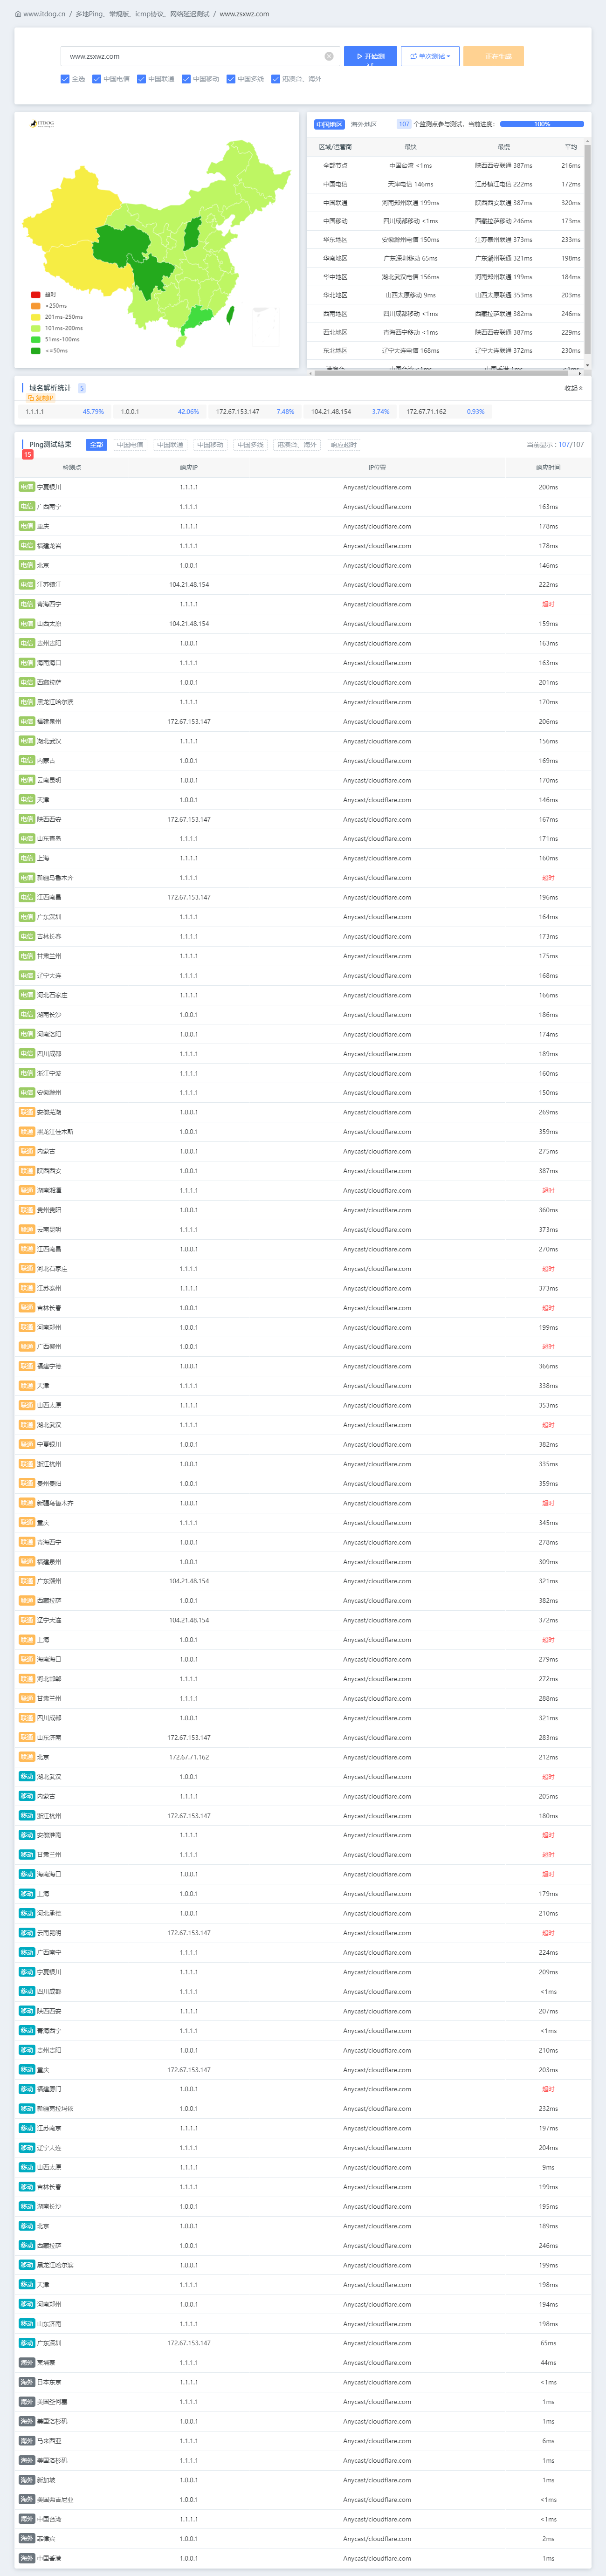 www.itdog.cn / 多地Ping、常规版、icmp协议、网络延迟测试 / www.zsxwz.com
www.zsxwz.com 开始测试 单次测试 正在生成
全选 中国电信 中国联通 中国移动 中国多线 港澳台、海外
ITDOG
超时
>250ms
201ms-250ms
101ms-200ms
51ms-100ms
<=50ms
中国地区 海外地区 107 个监测点参与测试, 当前进度: 100%
区域/运营商 最快 最慢 平均
全部节点 中国台湾 <1ms 陕西西安联通 387ms 216ms
中国电信 天津电信 146ms 江苏镇江电信 222ms 172ms
中国联通 河南郑州联通 199ms 陕西西安联通 387ms 320ms
中国移动 四川成都移动 <1ms 西藏拉萨移动 246ms 173ms
华东地区 安徽滁州电信 150ms 江苏泰州联通 373ms 233ms
华南地区 广东深圳移动 65ms 广东潮州联通 321ms 198ms
华中地区 湖北武汉电信 156ms 河南郑州联通 199ms 184ms
华北地区 山西太原移动 9ms 山西太原联通 353ms 203ms
西南地区 四川成都移动 <1ms 西藏拉萨联通 382ms 246ms
西北地区 青海西宁移动 <1ms 陕西西安联通 387ms 229ms
东北地区 辽宁大连电信 168ms 辽宁大连联通 372ms 230ms
港澳台 中国台湾 <1ms 中国香港 1ms <1ms
域名解析统计 5 复制IP 收起
1.1.1.1 45.79% 1.0.0.1 42.06% 172.67.153.147 7.48% 104.21.48.154 3.74% 172.67.71.162 0.93%
Ping测试结果 全部 中国电信 中国联通 中国移动 中国多线 港澳台、海外 响应超时 15 当前显示：107/107
检测点 响应IP IP位置 响应时间
电信 宁夏银川 1.1.1.1 Anycast/cloudflare.com 200ms
电信 广西南宁 1.1.1.1 Anycast/cloudflare.com 163ms
电信 重庆 1.1.1.1 Anycast/cloudflare.com 178ms
电信 福建龙岩 1.1.1.1 Anycast/cloudflare.com 178ms
电信 北京 1.0.0.1 Anycast/cloudflare.com 146ms
电信 江苏镇江 104.21.48.154 Anycast/cloudflare.com 222ms
电信 青海西宁 1.1.1.1 Anycast/cloudflare.com 超时
电信 山西太原 104.21.48.154 Anycast/cloudflare.com 159ms
电信 贵州贵阳 1.0.0.1 Anycast/cloudflare.com 163ms
电信 海南海口 1.1.1.1 Anycast/cloudflare.com 163ms
电信 西藏拉萨 1.0.0.1 Anycast/cloudflare.com 201ms
电信 黑龙江哈尔滨 1.1.1.1 Anycast/cloudflare.com 170ms
电信 福建泉州 172.67.153.147 Anycast/cloudflare.com 206ms
电信 湖北武汉 1.1.1.1 Anycast/cloudflare.com 156ms
电信 内蒙古 1.0.0.1 Anycast/cloudflare.com 169ms
电信 云南昆明 1.0.0.1 Anycast/cloudflare.com 170ms
电信 天津 1.0.0.1 Anycast/cloudflare.com 146ms
电信 陕西西安 172.67.153.147 Anycast/cloudflare.com 167ms
电信 山东青岛 1.1.1.1 Anycast/cloudflare.com 171ms
电信 上海 1.1.1.1 Anycast/cloudflare.com 160ms
电信 新疆乌鲁木齐 1.1.1.1 Anycast/cloudflare.com 超时
电信 江西南昌 172.67.153.147 Anycast/cloudflare.com 196ms
电信 广东深圳 1.1.1.1 Anycast/cloudflare.com 164ms
电信 吉林长春 1.1.1.1 Anycast/cloudflare.com 173ms
电信 甘肃兰州 1.1.1.1 Anycast/cloudflare.com 175ms
电信 辽宁大连 1.1.1.1 Anycast/cloudflare.com 168ms
电信 河北石家庄 1.1.1.1 Anycast/cloudflare.com 166ms
电信 湖南长沙 1.0.0.1 Anycast/cloudflare.com 186ms
电信 河南洛阳 1.0.0.1 Anycast/cloudflare.com 174ms
电信 四川成都 1.1.1.1 Anycast/cloudflare.com 189ms
电信 浙江宁波 1.1.1.1 Anycast/cloudflare.com 160ms
电信 安徽滁州 1.1.1.1 Anycast/cloudflare.com 150ms
联通 安徽芜湖 1.0.0.1 Anycast/cloudflare.com 269ms
联通 黑龙江佳木斯 1.0.0.1 Anycast/cloudflare.com 359ms
联通 内蒙古 1.0.0.1 Anycast/cloudflare.com 275ms
联通 陕西西安 1.0.0.1 Anycast/cloudflare.com 387ms
联通 湖南湘潭 1.1.1.1 Anycast/cloudflare.com 超时
联通 贵州贵阳 1.0.0.1 Anycast/cloudflare.com 360ms
联通 云南昆明 1.1.1.1 Anycast/cloudflare.com 373ms
联通 江西南昌 1.0.0.1 Anycast/cloudflare.com 270ms
联通 河北石家庄 1.1.1.1 Anycast/cloudflare.com 超时
联通 江苏泰州 1.1.1.1 Anycast/cloudflare.com 373ms
联通 吉林长春 1.0.0.1 Anycast/cloudflare.com 超时
联通 河南郑州 1.0.0.1 Anycast/cloudflare.com 199ms
联通 广西柳州 1.0.0.1 Anycast/cloudflare.com 超时
联通 福建宁德 1.0.0.1 Anycast/cloudflare.com 366ms
联通 天津 1.0.0.1 Anycast/cloudflare.com 338ms
联通 山西太原 1.1.1.1 Anycast/cloudflare.com 353ms
联通 湖北武汉 1.1.1.1 Anycast/cloudflare.com 超时
联通 宁夏银川 1.0.0.1 Anycast/cloudflare.com 382ms
联通 浙江杭州 1.0.0.1 Anycast/cloudflare.com 335ms
联通 贵州贵阳 1.0.0.1 Anycast/cloudflare.com 359ms
联通 新疆乌鲁木齐 1.0.0.1 Anycast/cloudflare.com 超时
联通 重庆 1.1.1.1 Anycast/cloudflare.com 345ms
联通 青海西宁 1.0.0.1 Anycast/cloudflare.com 278ms
联通 福建泉州 1.0.0.1 Anycast/cloudflare.com 309ms
联通 广东潮州 104.21.48.154 Anycast/cloudflare.com 321ms
联通 西藏拉萨 1.0.0.1 Anycast/cloudflare.com 382ms
联通 辽宁大连 104.21.48.154 Anycast/cloudflare.com 372ms
联通 上海 1.0.0.1 Anycast/cloudflare.com 超时
联通 海南海口 1.0.0.1 Anycast/cloudflare.com 279ms
联通 河北邯郸 1.1.1.1 Anycast/cloudflare.com 272ms
联通 甘肃兰州 1.1.1.1 Anycast/cloudflare.com 288ms
联通 四川成都 1.0.0.1 Anycast/cloudflare.com 321ms
联通 山东济南 172.67.153.147 Anycast/cloudflare.com 283ms
联通 北京 172.67.71.162 Anycast/cloudflare.com 212ms
移动 湖北武汉 1.0.0.1 Anycast/cloudflare.com 超时
移动 内蒙古 1.1.1.1 Anycast/cloudflare.com 205ms
移动 浙江杭州 172.67.153.147 Anycast/cloudflare.com 180ms
移动 安徽淮南 1.1.1.1 Anycast/cloudflare.com 超时
移动 甘肃兰州 1.1.1.1 Anycast/cloudflare.com 超时
移动 海南海口 1.0.0.1 Anycast/cloudflare.com 超时
移动 上海 1.0.0.1 Anycast/cloudflare.com 179ms
移动 河北承德 1.0.0.1 Anycast/cloudflare.com 210ms
移动 云南昆明 172.67.153.147 Anycast/cloudflare.com 超时
移动 广西南宁 1.1.1.1 Anycast/cloudflare.com 224ms
移动 宁夏银川 1.1.1.1 Anycast/cloudflare.com 209ms
移动 四川成都 1.1.1.1 Anycast/cloudflare.com <1ms
移动 陕西西安 1.1.1.1 Anycast/cloudflare.com 207ms
移动 青海西宁 1.1.1.1 Anycast/cloudflare.com <1ms
移动 贵州贵阳 1.0.0.1 Anycast/cloudflare.com 210ms
移动 重庆 172.67.153.147 Anycast/cloudflare.com 203ms
移动 福建厦门 1.0.0.1 Anycast/cloudflare.com 超时
移动 新疆克拉玛依 1.0.0.1 Anycast/cloudflare.com 232ms
移动 江苏南京 1.1.1.1 Anycast/cloudflare.com 197ms
移动 辽宁大连 1.1.1.1 Anycast/cloudflare.com 204ms
移动 山西太原 1.1.1.1 Anycast/cloudflare.com 9ms
移动 吉林长春 1.1.1.1 Anycast/cloudflare.com 199ms
移动 湖南长沙 1.0.0.1 Anycast/cloudflare.com 195ms
移动 北京 1.0.0.1 Anycast/cloudflare.com 189ms
移动 西藏拉萨 1.0.0.1 Anycast/cloudflare.com 246ms
移动 黑龙江哈尔滨 1.0.0.1 Anycast/cloudflare.com 199ms
移动 天津 1.1.1.1 Anycast/cloudflare.com 198ms
移动 河南郑州 1.0.0.1 Anycast/cloudflare.com 194ms
移动 山东济南 1.1.1.1 Anycast/cloudflare.com 198ms
移动 广东深圳 172.67.153.147 Anycast/cloudflare.com 65ms
海外 柬埔寨 1.1.1.1 Anycast/cloudflare.com 44ms
海外 日本东京 1.1.1.1 Anycast/cloudflare.com <1ms
海外 美国圣何塞 1.1.1.1 Anycast/cloudflare.com 1ms
海外 美国洛杉矶 1.0.0.1 Anycast/cloudflare.com 1ms
海外 马来西亚 1.1.1.1 Anycast/cloudflare.com 6ms
海外 美国洛杉矶 1.1.1.1 Anycast/cloudflare.com 1ms
海外 新加坡 1.0.0.1 Anycast/cloudflare.com 1ms
海外 美国弗吉尼亚 1.0.0.1 Anycast/cloudflare.com <1ms
海外 中国台湾 1.1.1.1 Anycast/cloudflare.com <1ms
海外 菲律宾 1.0.0.1 Anycast/cloudflare.com 2ms
海外 中国香港 1.0.0.1 Anycast/cloudflare.com 1ms